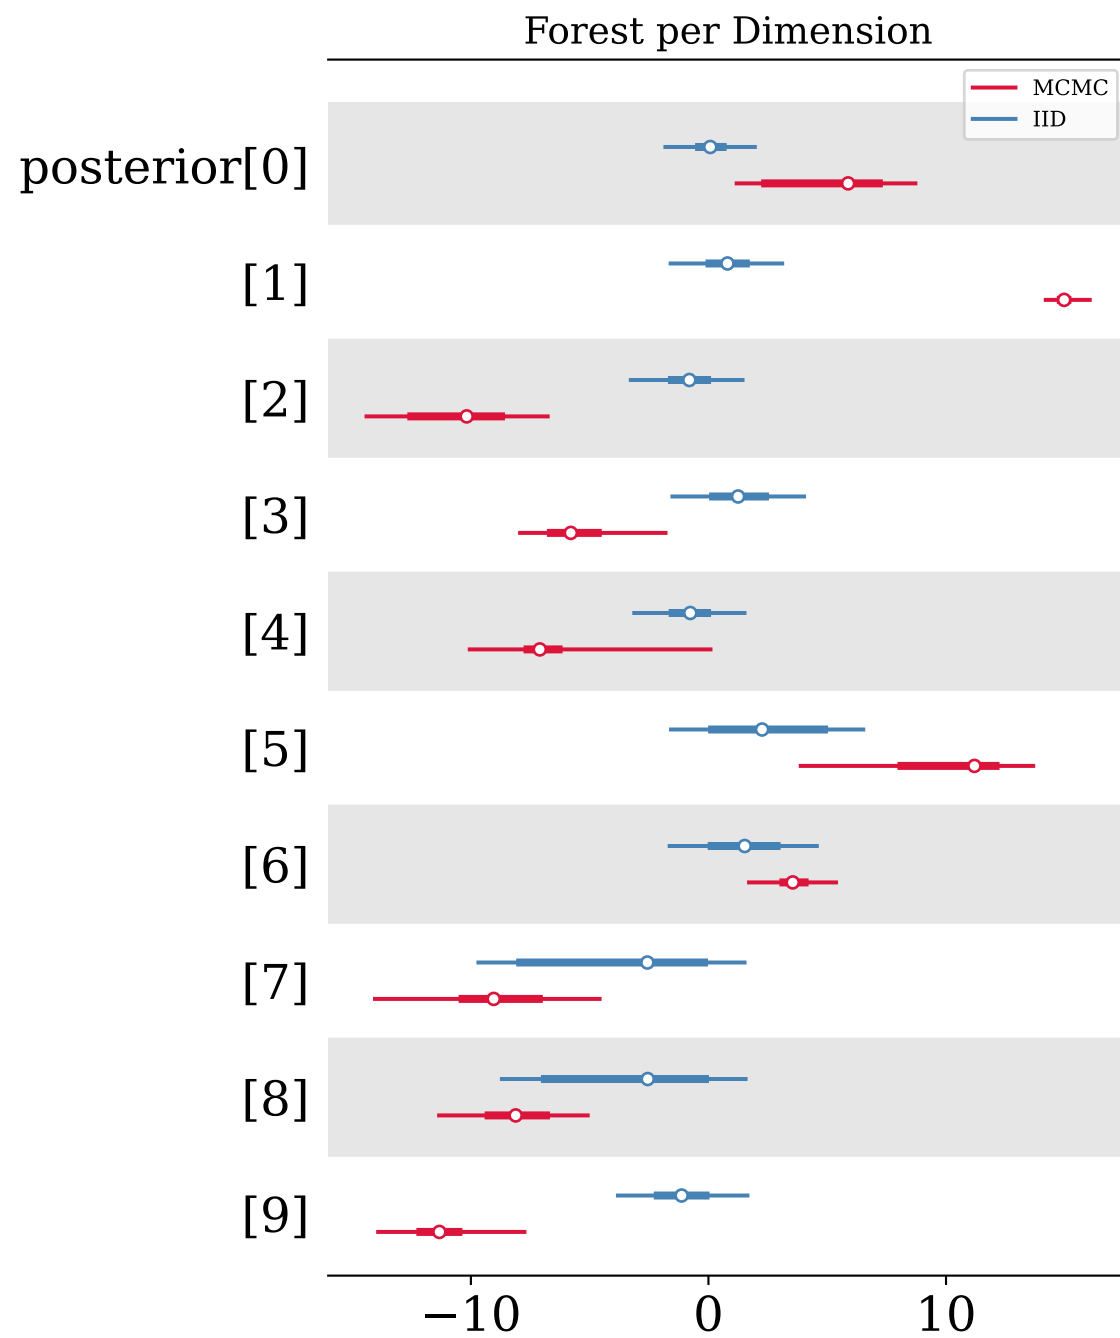 Forest per Dimension
MCMC
IID
posterior[0]
[1]
[2]
[3]
[4]
[5]
[6]
[7]
[8]
[9]
−10 0 10